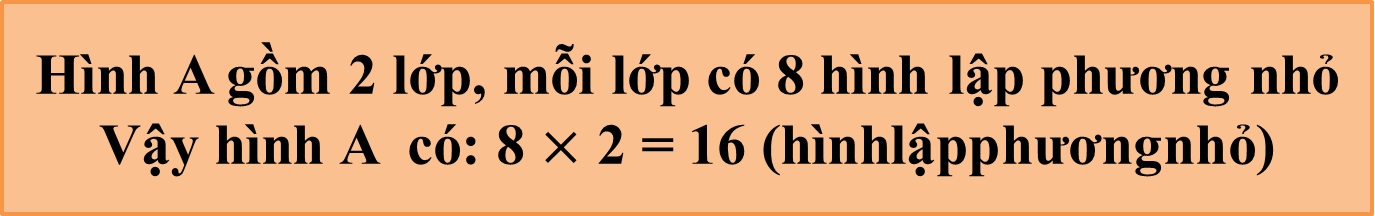 Hình A gồm 2 lớp, mỗi lớp có 8 hình lập phương nhỏ
Vậy hình A có: 8 × 2 = 16 (hìnhlậpphươngnhỏ)